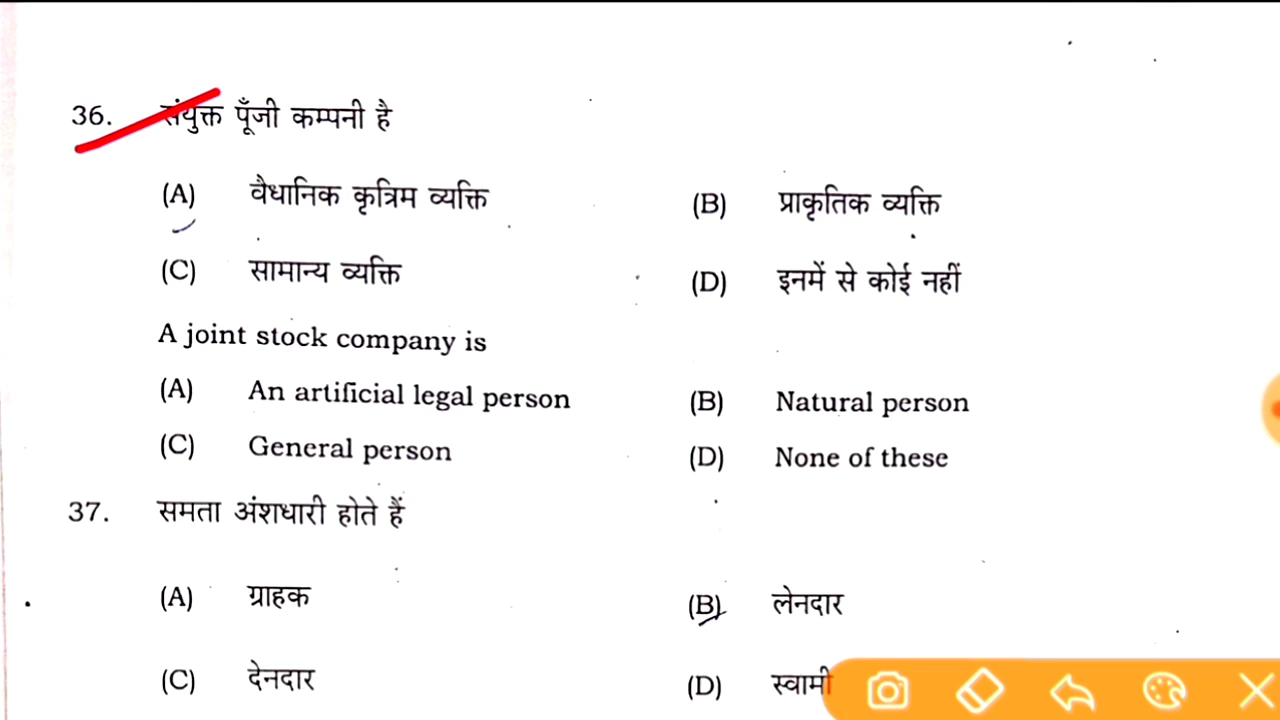 36. संयुक्त पूँजी कम्पनी है
(A) वैधानिक कृत्रिम व्यक्ति (B) प्राकृतिक व्यक्ति
(C) सामान्य व्यक्ति (D) इनमें से कोई नहीं
A joint stock company is
(A) An artificial legal person (B) Natural person
(C) General person (D) None of these
37. समता अंशधारी होते हैं
(A) ग्राहक (B) लेनदार
(C) देनदार (D) स्वामी